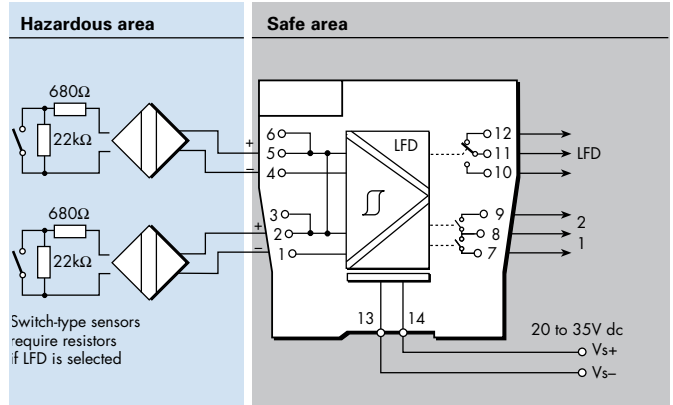 Hazardous area
Safe area
680Ω
22kΩ
+
−
6
5
4
LFD
12
11
10
LFD
680Ω
22kΩ
+
−
3
2
1
9
8
7
2
1
Switch-type sensors
require resistors
if LFD is selected
13
14
20 to 35V dc
Vs+
Vs–